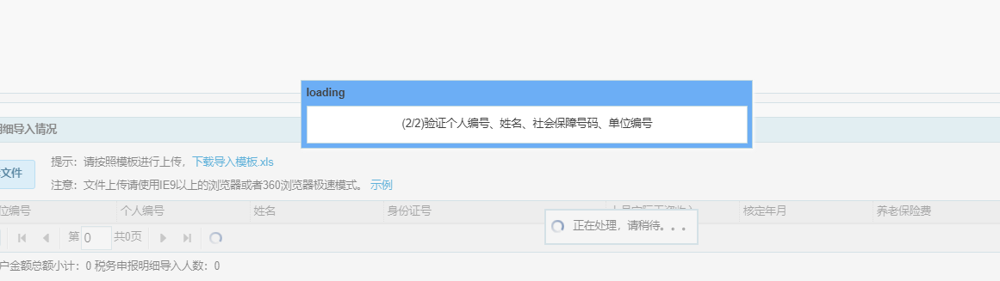 loading
(2/2)验证个人编号、姓名、社会保障号码、单位编号
明细导入情况
文件
提示：请按照模板进行上传，下载导入模板.xls
注意：文件上传请使用IE9以上的浏览器或者360浏览器极速模式。 示例
位编号 个人编号 姓名 身份证号 核定年月 养老保险费
正在处理，请稍待。。。
第 0 共0页
户金额总额小计：0 税务申报明细导入人数：0